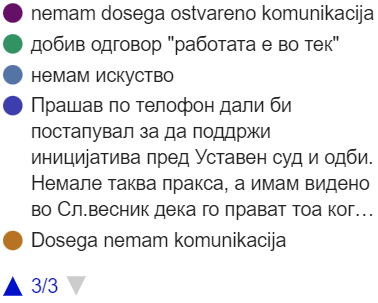 nemam dosega ostvareno komunikacija
добив одговор "работата е во тек"
немам искуство
Прашав по телофон дали би
постапувал за да поддржи
иницијатива пред Уставен суд и одби.
Немале таква пракса, а имам видено
во Сл.весник дека го прават тоа ког…
Dosega nemam komunikacija
3/3